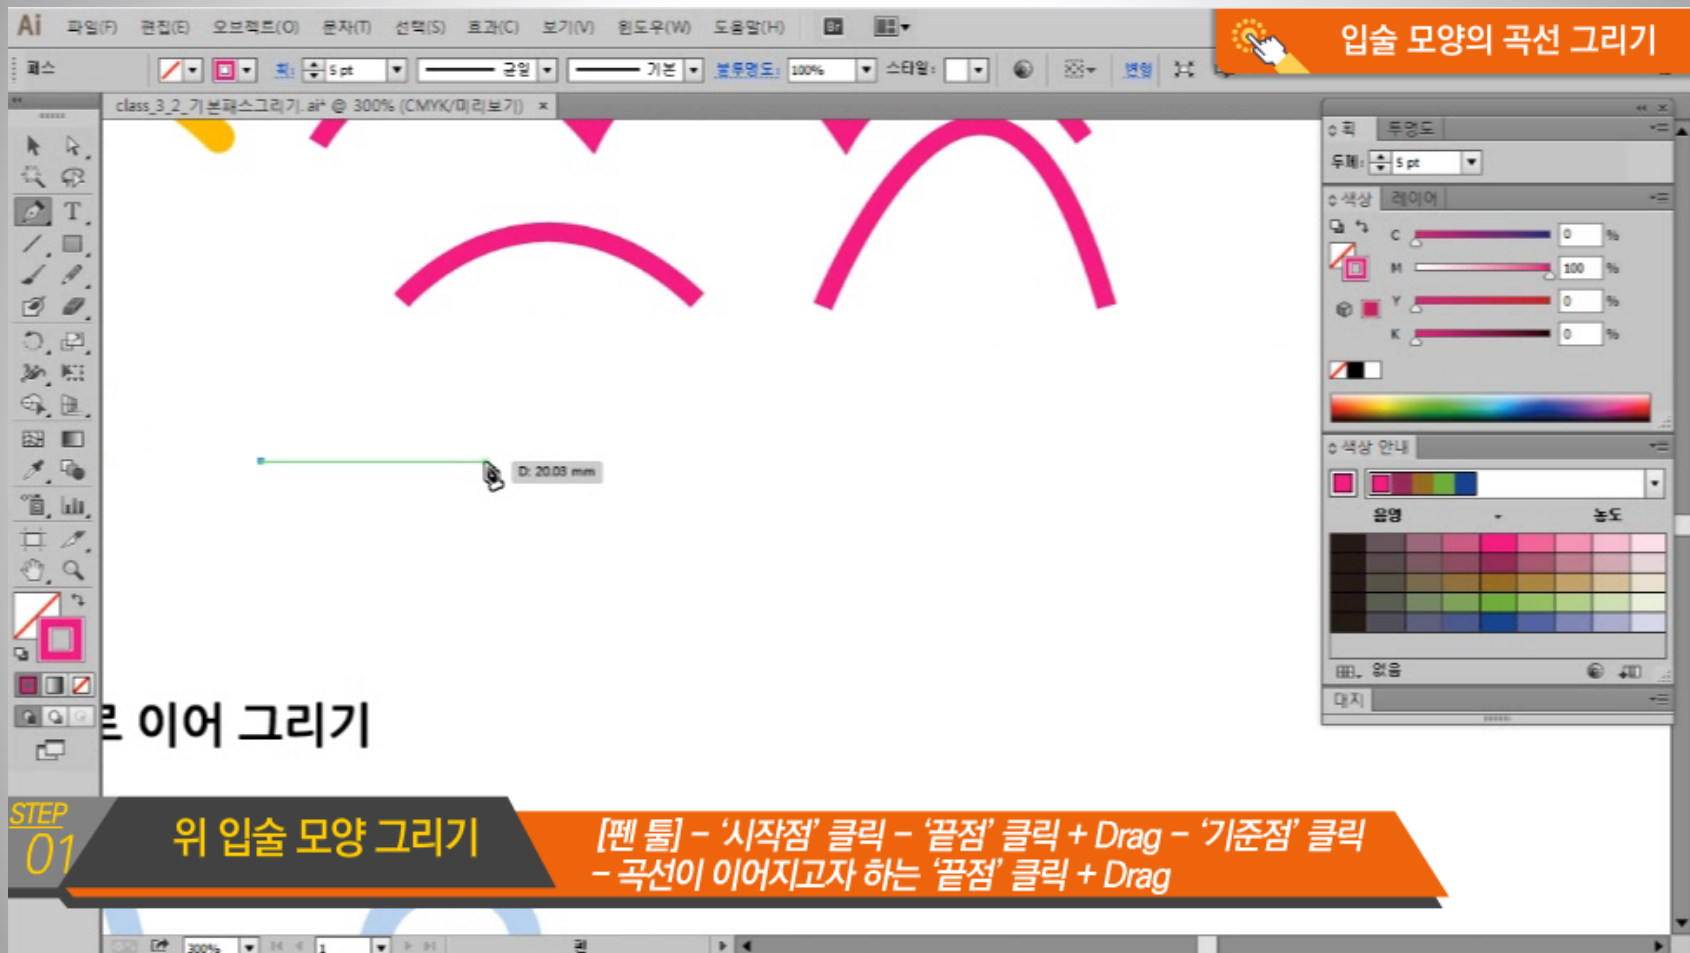 Ai 파일(F) 편집(E) 오브젝트(O) 문자(T) 선택(S) 효과(C) 보기(V) 윈도우(W) 도움말(H) Br
입술 모양의 곡선 그리기
패스 획: 5 pt 균일 기본 불투명도: 100% 스타일: 변형
class_3_2_기본패스그리기.ai* @ 300% (CMYK/미리보기) ×
획 투명도
두께: 5 pt
색상 레이어
C 0 %
M 100 %
Y 0 %
K 0 %
색상 안내
음영 농도
없음
대지
T
D: 20.03 mm
로 이어 그리기
STEP
01
위 입술 모양 그리기
[펜 툴] – ‘시작점’ 클릭 – ‘끝점’ 클릭 + Drag – ‘기준점’ 클릭
– 곡선이 이어지고자 하는 ‘끝점’ 클릭 + Drag
300% 1 펜